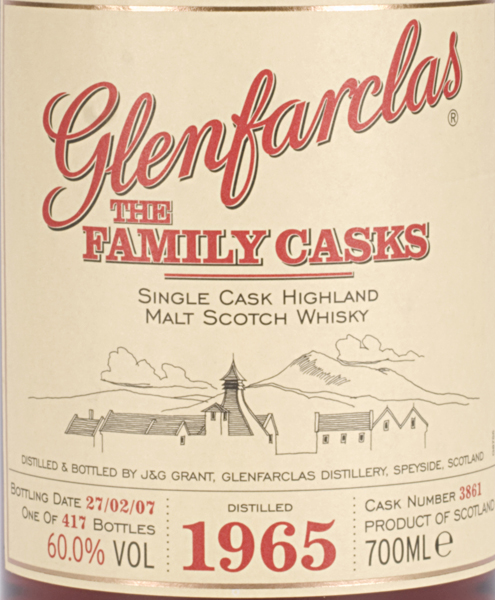 Glenfarclas®
THE
FAMILY CASKS
SINGLE CASK HIGHLAND
MALT SCOTCH WHISKY
DISTILLED & BOTTLED BY J&G GRANT, GLENFARCLAS DISTILLERY, SPEYSIDE, SCOTLAND
BOTTLING DATE 27/02/07
ONE OF 417 BOTTLES
60.0% VOL
DISTILLED
1965
CASK NUMBER 3861
PRODUCT OF SCOTLAN
700ML e